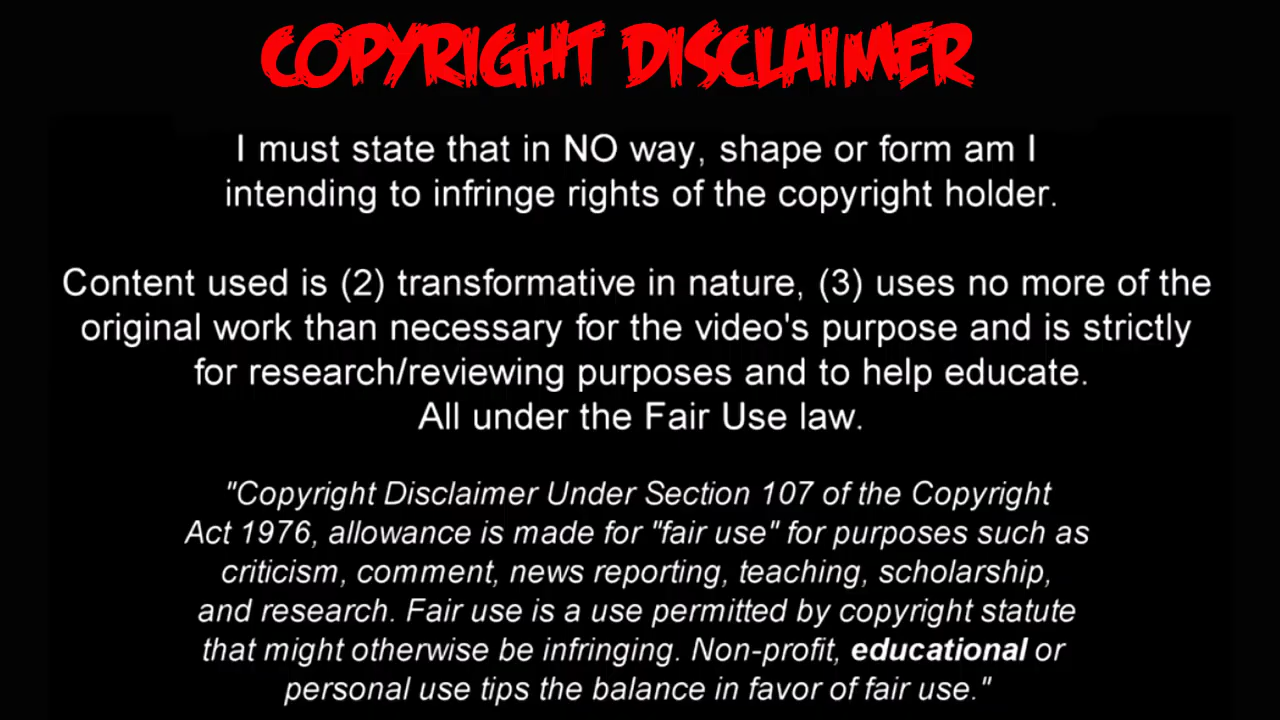 COPYRIGHT DISCLAIMER
I must state that in NO way, shape or form am I
intending to infringe rights of the copyright holder.
Content used is (2) transformative in nature, (3) uses no more of the
original work than necessary for the video's purpose and is strictly
for research/reviewing purposes and to help educate.
All under the Fair Use law.
"Copyright Disclaimer Under Section 107 of the Copyright
Act 1976, allowance is made for "fair use" for purposes such as
criticism, comment, news reporting, teaching, scholarship,
and research. Fair use is a use permitted by copyright statute
that might otherwise be infringing. Non-profit, educational or
personal use tips the balance in favor of fair use."